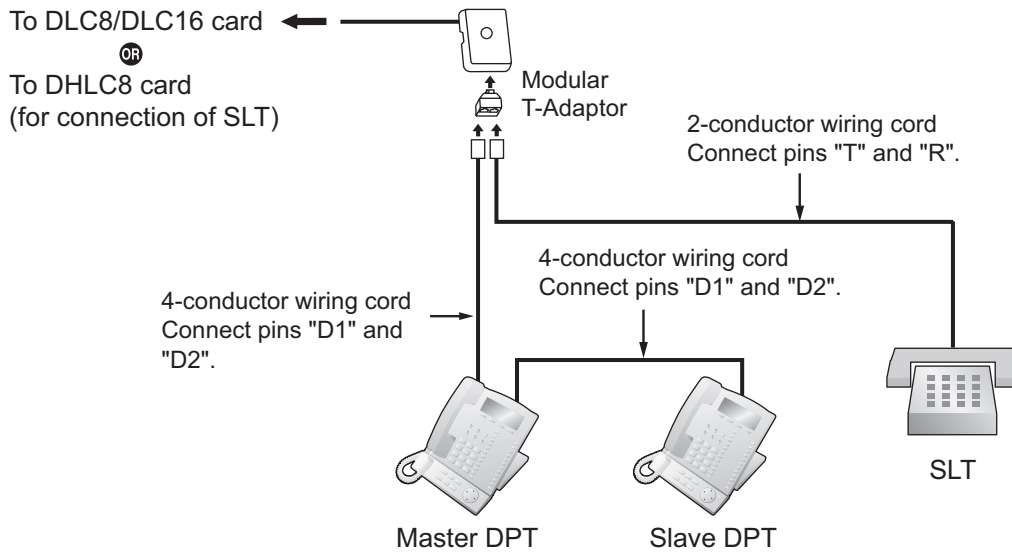 To DLC8/DLC16 card
OR
To DHLC8 card
(for connection of SLT)
Modular
T-Adaptor
2-conductor wiring cord
Connect pins "T" and "R".
4-conductor wiring cord
Connect pins "D1" and "D2".
4-conductor wiring cord
Connect pins "D1" and
"D2".
SLT
Master DPT
Slave DPT